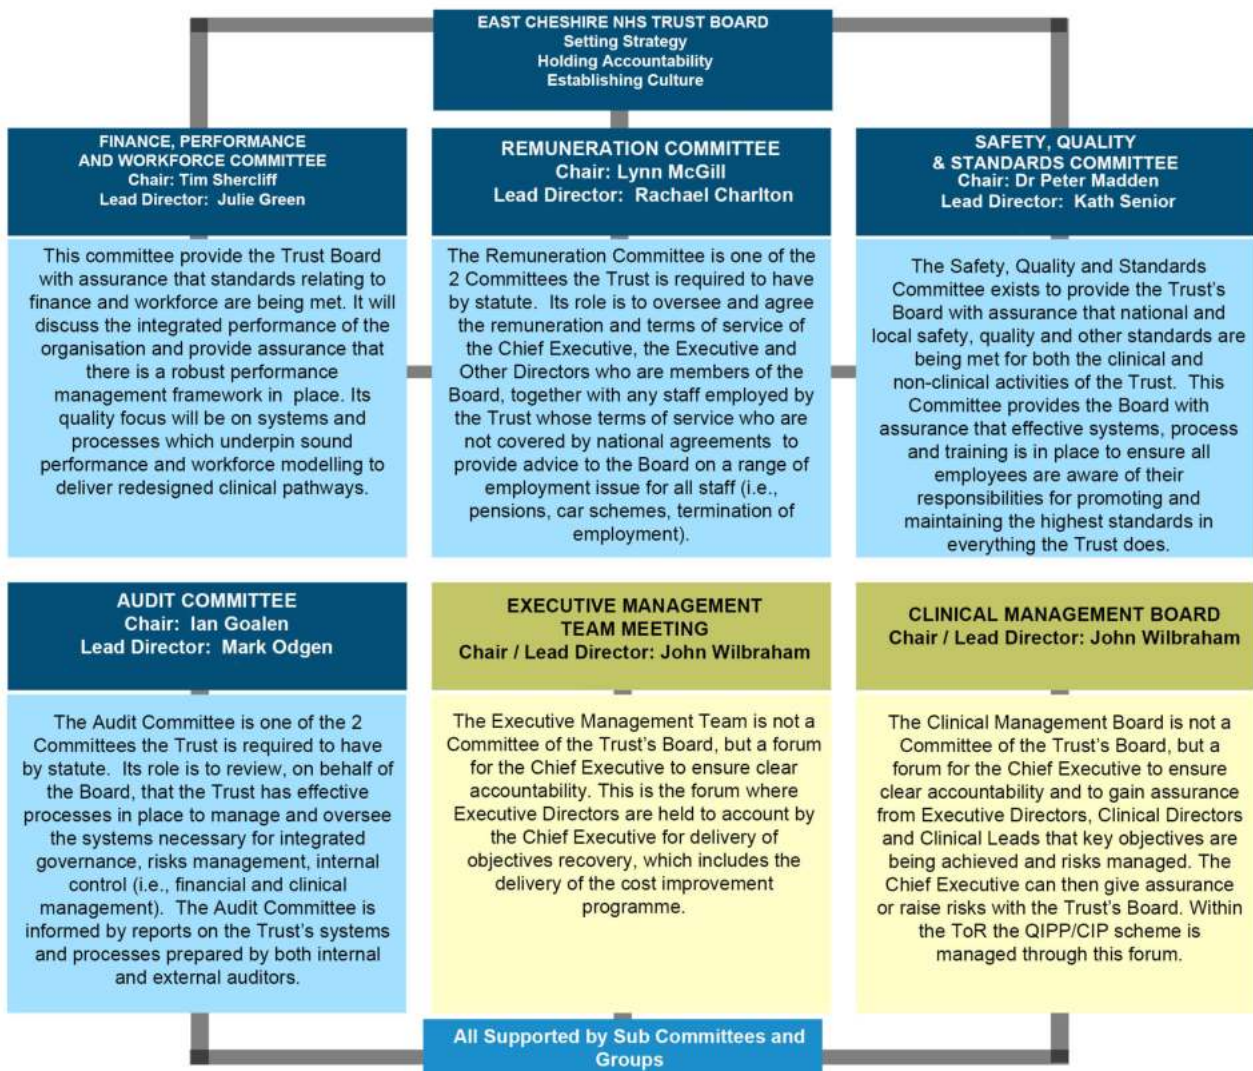 EAST CHESHIRE NHS TRUST BOARD
Setting Strategy
Holding Accountability
Establishing Culture
FINANCE, PERFORMANCE
AND WORKFORCE COMMITTEE
Chair: Tim Shercliff
Lead Director: Julie Green
This committee provide the Trust Board
with assurance that standards relating to
finance and workforce are being met. It will
discuss the integrated performance of the
organisation and provide assurance that
there is a robust performance
management framework in place. Its
quality focus will be on systems and
processes which underpin sound
performance and workforce modelling to
deliver redesigned clinical pathways.
REMUNERATION COMMITTEE
Chair: Lynn McGill
Lead Director: Rachael Charlton
The Remuneration Committee is one of the
2 Committees the Trust is required to have
by statute. Its role is to oversee and agree
the remuneration and terms of service of
the Chief Executive, the Executive and
Other Directors who are members of the
Board, together with any staff employed by
the Trust whose terms of service who are
not covered by national agreements to
provide advice to the Board on a range of
employment issue for all staff (i.e.,
pensions, car schemes, termination of
employment).
SAFETY, QUALITY
& STANDARDS COMMITTEE
Chair: Dr Peter Madden
Lead Director: Kath Senior
The Safety, Quality and Standards
Committee exists to provide the Trust's
Board with assurance that national and
local safety, quality and other standards are
being met for both the clinical and
non-clinical activities of the Trust. This
Committee provides the Board with
assurance that effective systems, process
and training is in place to ensure all
employees are aware of their
responsibilities for promoting and
maintaining the highest standards in
everything the Trust does.
AUDIT COMMITTEE
Chair: Ian Goalen
Lead Director: Mark Odgen
The Audit Committee is one of the 2
Committees the Trust is required to have
by statute. Its role is to review, on behalf of
the Board, that the Trust has effective
processes in place to manage and oversee
the systems necessary for integrated
governance, risks management, internal
control (i.e., financial and clinical
management). The Audit Committee is
informed by reports on the Trust's systems
and processes prepared by both internal
and external auditors.
EXECUTIVE MANAGEMENT
TEAM MEETING
Chair / Lead Director: John Wilbraham
The Executive Management Team is not a
Committee of the Trust's Board, but a forum
for the Chief Executive to ensure clear
accountability. This is the forum where
Executive Directors are held to account by
the Chief Executive for delivery of
objectives recovery, which includes the
delivery of the cost improvement
programme.
CLINICAL MANAGEMENT BOARD
Chair / Lead Director: John Wilbraham
The Clinical Management Board is not a
Committee of the Trust's Board, but a
forum for the Chief Executive to ensure
clear accountability and to gain assurance
from Executive Directors, Clinical Directors
and Clinical Leads that key objectives are
being achieved and risks managed. The
Chief Executive can then give assurance
or raise risks with the Trust's Board. Within
the ToR the QIPP/CIP scheme is
managed through this forum.
All Supported by Sub Committees and
Groups